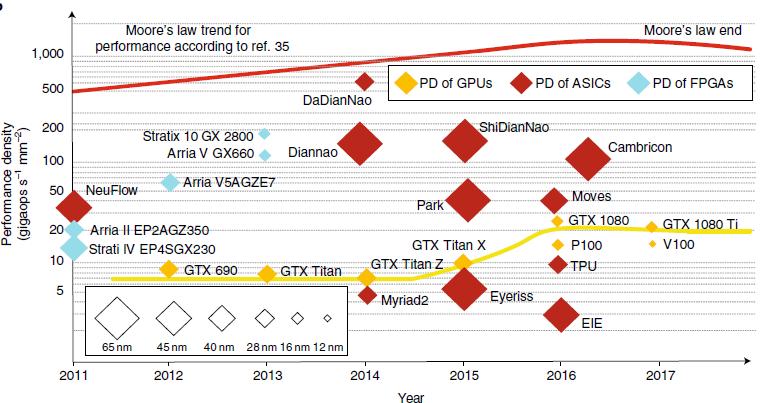 Moore's law trend for
performance according to ref. 35
Moore's law end
Performance density
(gigaops s⁻¹ mm⁻²)
1,000
500
200
100
50
20
10
5
PD of GPUs
PD of ASICs
PD of FPGAs
DaDianNao
Stratix 10 GX 2800
Arria V GX660
Diannao
ShiDianNao
Cambricon
Arria V5AGZE7
NeuFlow
Park
Moves
Arria II EP2AGZ350
Strati IV EP4SGX230
GTX 1080
GTX 1080 Ti
GTX Titan X
P100
V100
GTX 690
GTX Titan
GTX Titan Z
TPU
Myriad2
Eyeriss
EIE
65 nm
45 nm
40 nm
28 nm
16 nm
12 nm
2011
2012
2013
2014
2015
2016
2017
Year